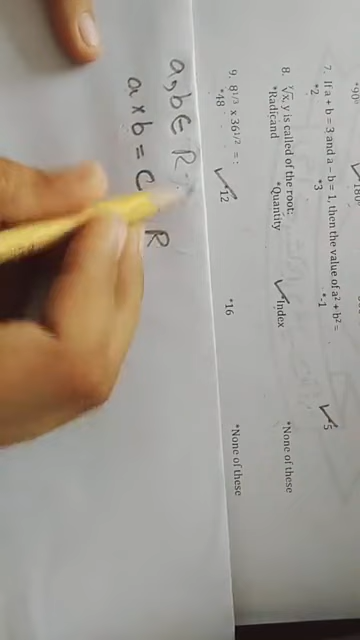 *90°
*180°
7. If a + b = 3 and a − b = 1, then the value of a² + b² =
*2 *3 *-1 *5
8. ˣ√x, y is called of the root:
*Radicand *Quantity *Index *None of these
9. 8^1/3 x 36^1/2 = :
*48 *12 *16 *None of these
a,b ∈ R
a x b = C R